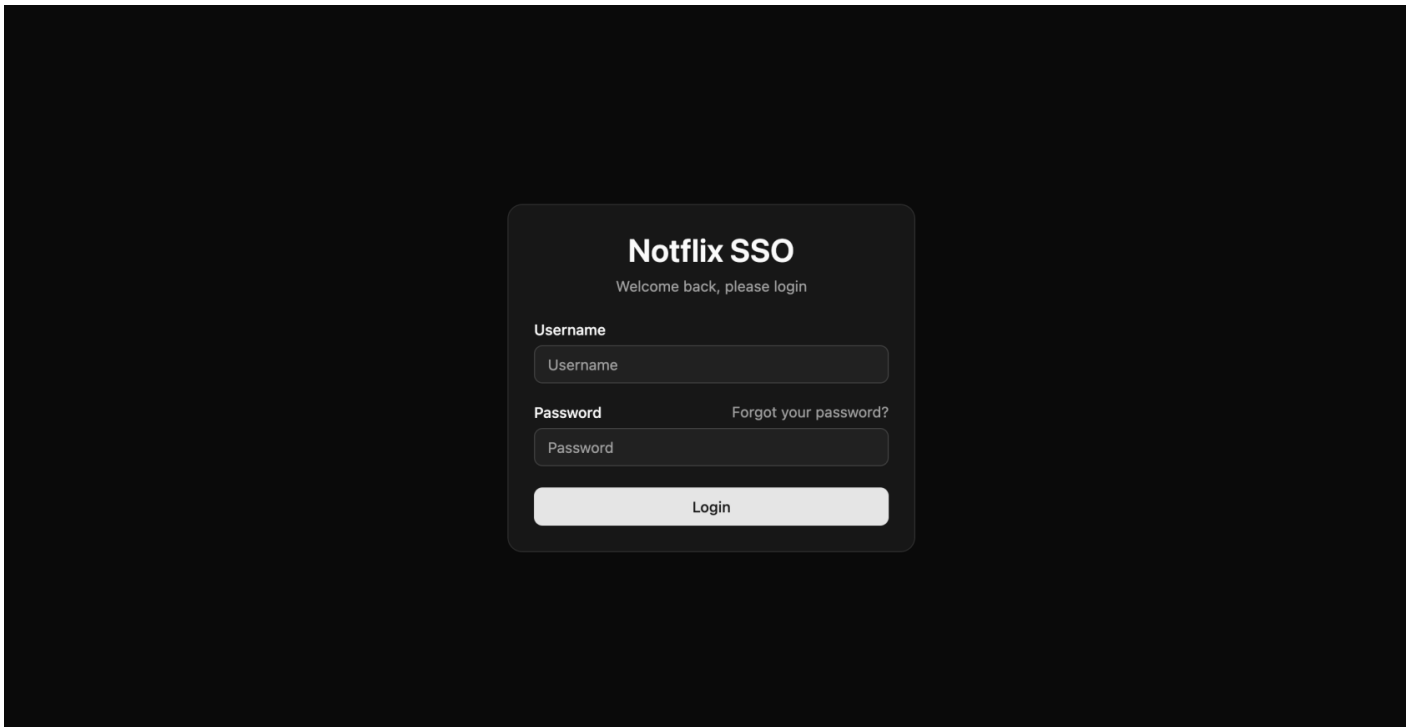 Notflix SSO
Welcome back, please login
Username
Username
Password Forgot your password?
Password
Login